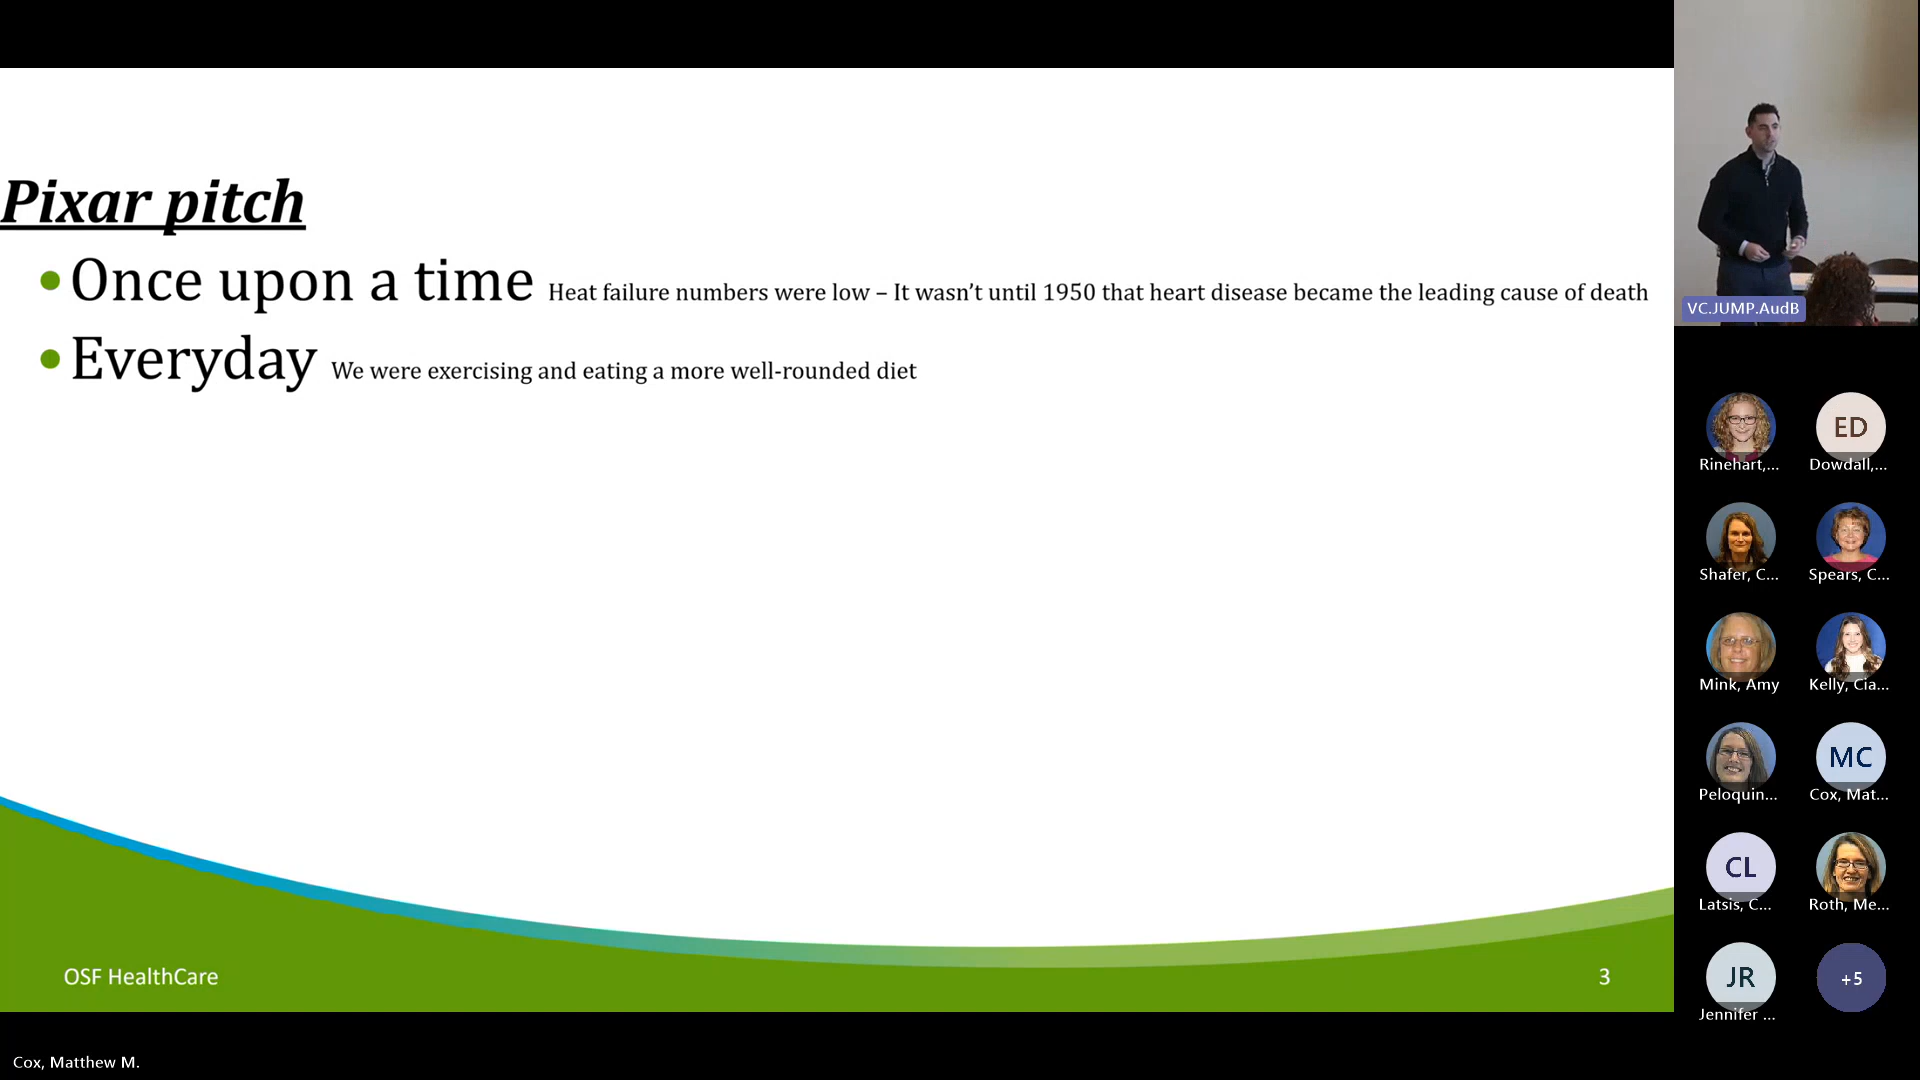 Pixar pitch
• Once upon a time Heat failure numbers were low – It wasn't until 1950 that heart disease became the leading cause of death
• Everyday We were exercising and eating a more well-rounded diet
OSF HealthCare
3
VC.JUMP.AudB
ED
Rinehart,... Dowdall,...
Shafer, C... Spears, C...
Mink, Amy Kelly, Cia...
MC
Peloquin... Cox, Mat...
CL
Latsis, C... Roth, Me...
JR +5
Jennifer ...
Cox, Matthew M.